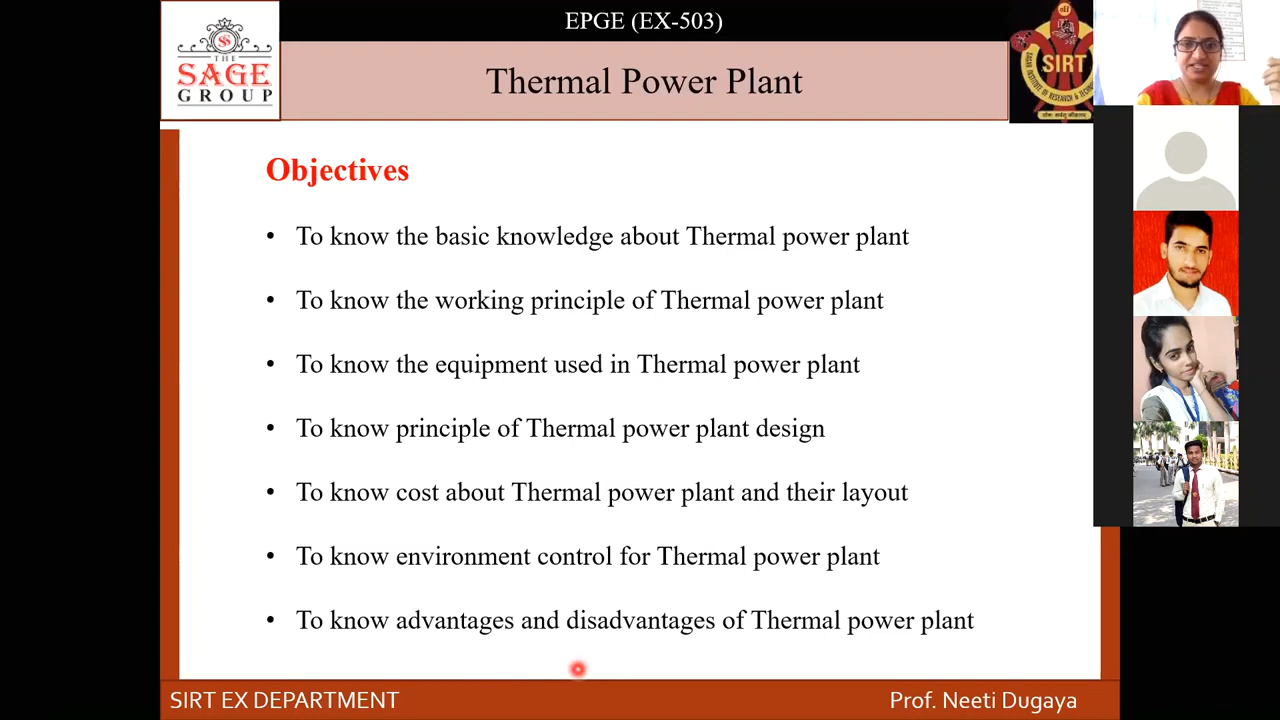 EPGE (EX-503)
THE
SAGE
GROUP
Thermal Power Plant
SIRT
Objectives
• To know the basic knowledge about Thermal power plant
• To know the working principle of Thermal power plant
• To know the equipment used in Thermal power plant
• To know principle of Thermal power plant design
• To know cost about Thermal power plant and their layout
• To know environment control for Thermal power plant
• To know advantages and disadvantages of Thermal power plant
SIRT EX DEPARTMENT
Prof. Neeti Dugaya